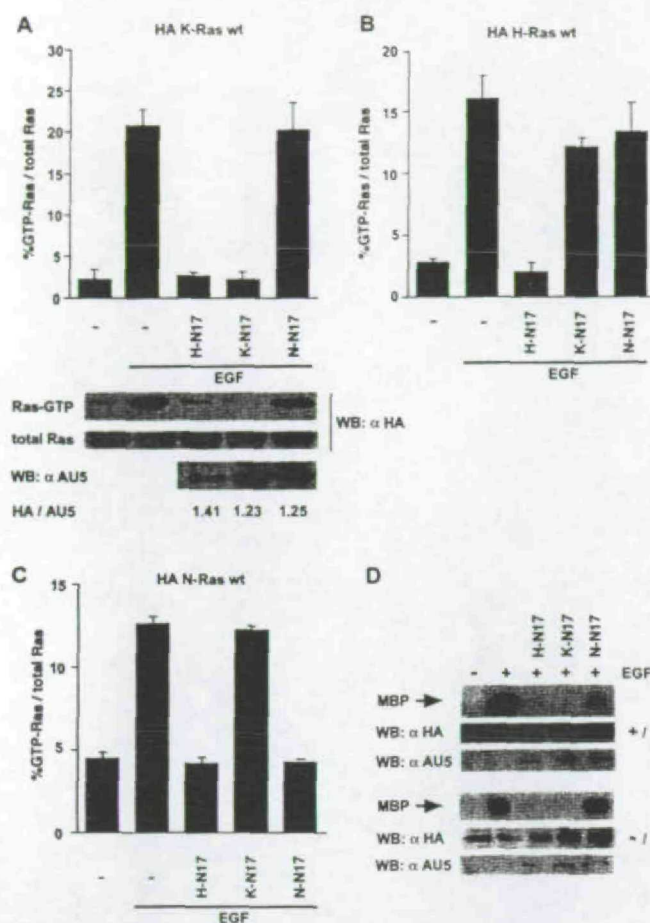 A
HA K-Ras wt
%GTP-Ras / total Ras
30
25
20
15
10
5
0
- - H-N17 K-N17 N-N17
EGF
Ras-GTP
total Ras
WB: α HA
WB: α AU5
HA / AU5 1.41 1.23 1.25
B
HA H-Ras wt
%GTP-Ras / total Ras
20
15
10
5
0
- - H-N17 K-N17 N-N17
EGF
C
HA N-Ras wt
%GTP-Ras / total Ras
15
10
5
0
- - H-N17 K-N17 N-N17
EGF
D
H-N17 K-N17 N-N17
- + + + + EGF
MBP
WB: α HA +/
WB: α AU5
MBP
WB: α HA -/
WB: α AU5